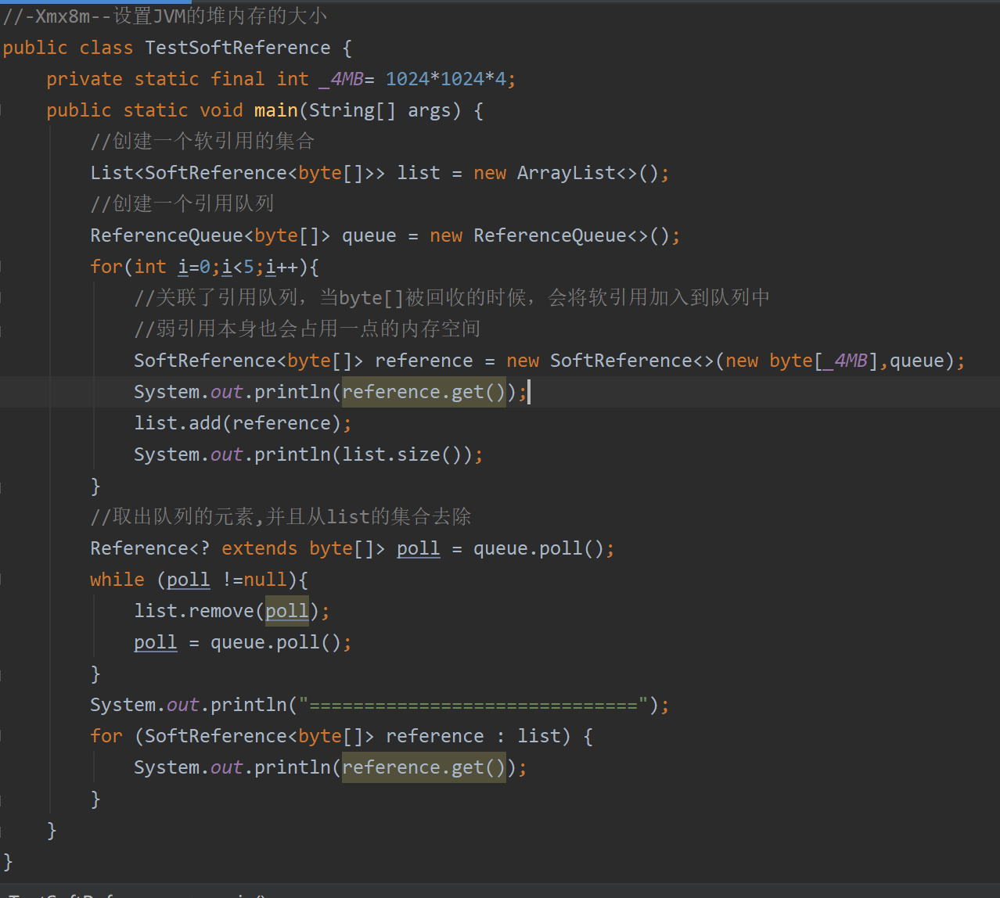 //-Xmx8m--设置JVM的堆内存的大小
public class TestSoftReference {
    private static final int _4MB= 1024*1024*4;
    public static void main(String[] args) {
        //创建一个软引用的集合
        List<SoftReference<byte[]>> list = new ArrayList<>();
        //创建一个引用队列
        ReferenceQueue<byte[]> queue = new ReferenceQueue<>();
        for(int i=0;i<5;i++){
            //关联了引用队列，当byte[]被回收的时候，会将软引用加入到队列中
            //弱引用本身也会占用一点的内存空间
            SoftReference<byte[]> reference = new SoftReference<>(new byte[_4MB],queue);
            System.out.println(reference.get());
            list.add(reference);
            System.out.println(list.size());
        }
        //取出队列的元素,并且从list的集合去除
        Reference<? extends byte[]> poll = queue.poll();
        while (poll !=null){
            list.remove(poll);
            poll = queue.poll();
        }
        System.out.println("==============================");
        for (SoftReference<byte[]> reference : list) {
            System.out.println(reference.get());
        }
    }
}